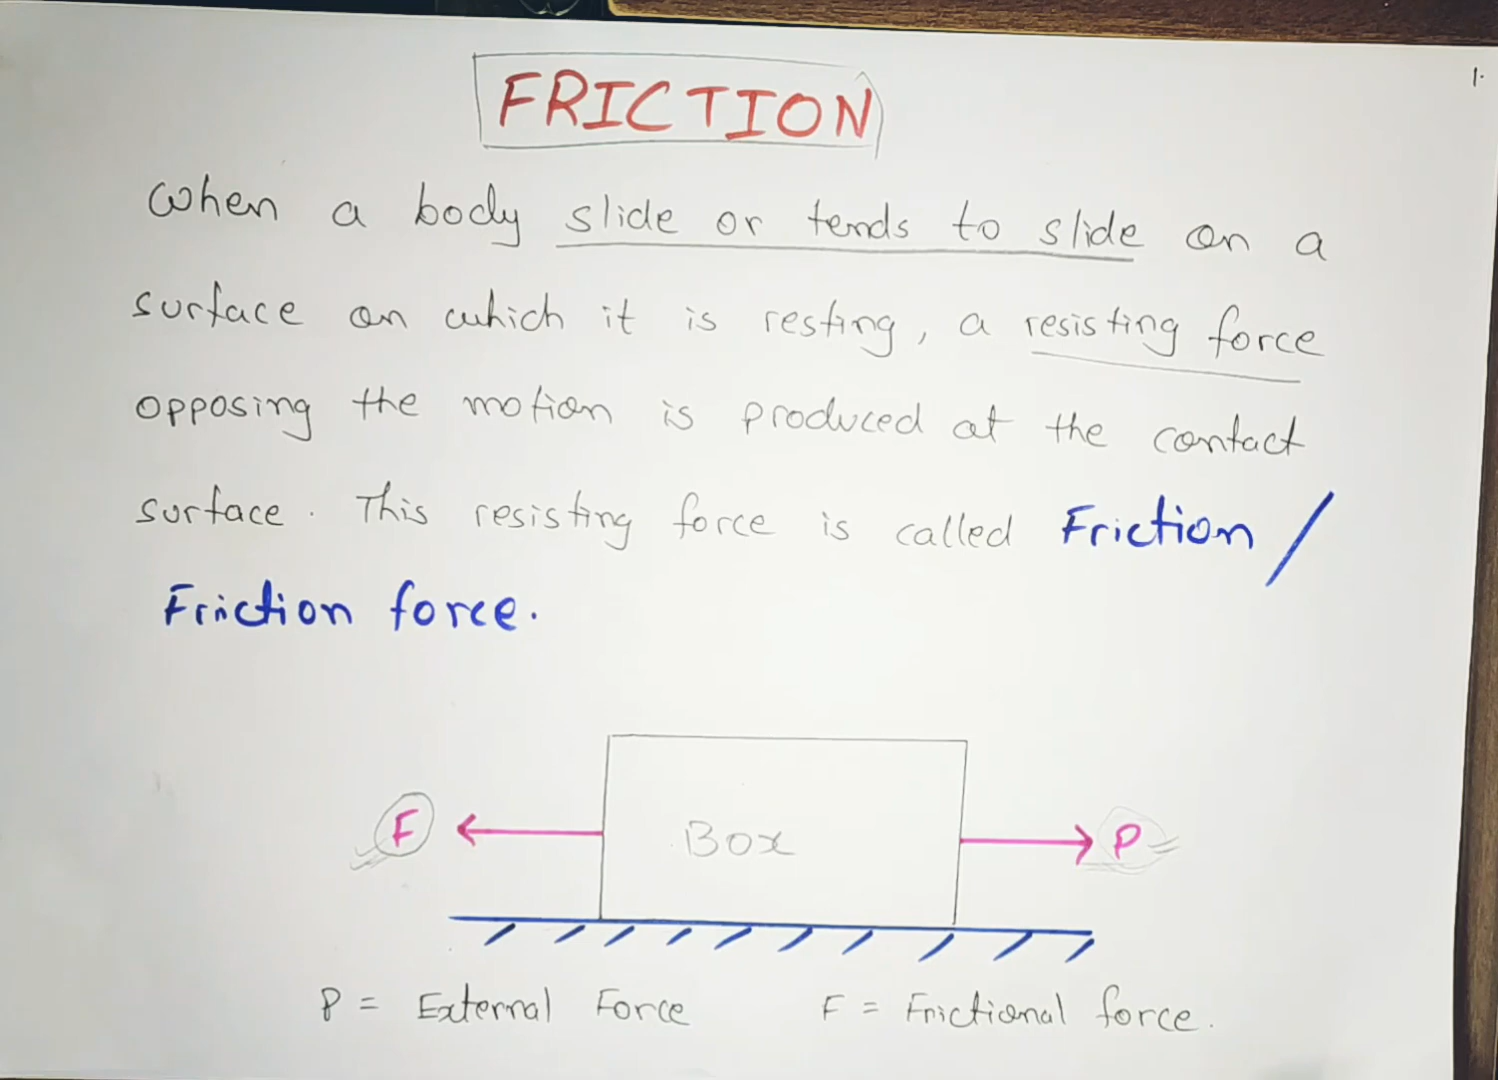 1.
FRICTION
When a body slide or tends to slide on a
surface on which it is resting, a resisting force
opposing the motion is produced at the contact
surface. This resisting force is called Friction/
Friction force.
F Box P
P = External Force F = Frictional force.